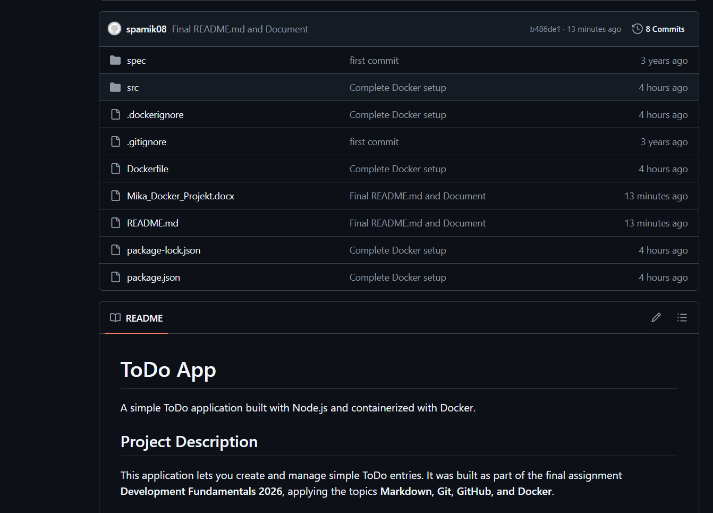 spamik08 Final README.md and Document b486de1 · 13 minutes ago 8 Commits
spec first commit 3 years ago
src Complete Docker setup 4 hours ago
.dockerignore Complete Docker setup 4 hours ago
.gitignore first commit 3 years ago
Dockerfile Complete Docker setup 4 hours ago
Mika_Docker_Projekt.docx Final README.md and Document 13 minutes ago
README.md Final README.md and Document 13 minutes ago
package-lock.json Complete Docker setup 4 hours ago
package.json Complete Docker setup 4 hours ago
README
ToDo App
A simple ToDo application built with Node.js and containerized with Docker.
Project Description
This application lets you create and manage simple ToDo entries. It was built as part of the final assignment
Development Fundamentals 2026, applying the topics Markdown, Git, GitHub, and Docker.